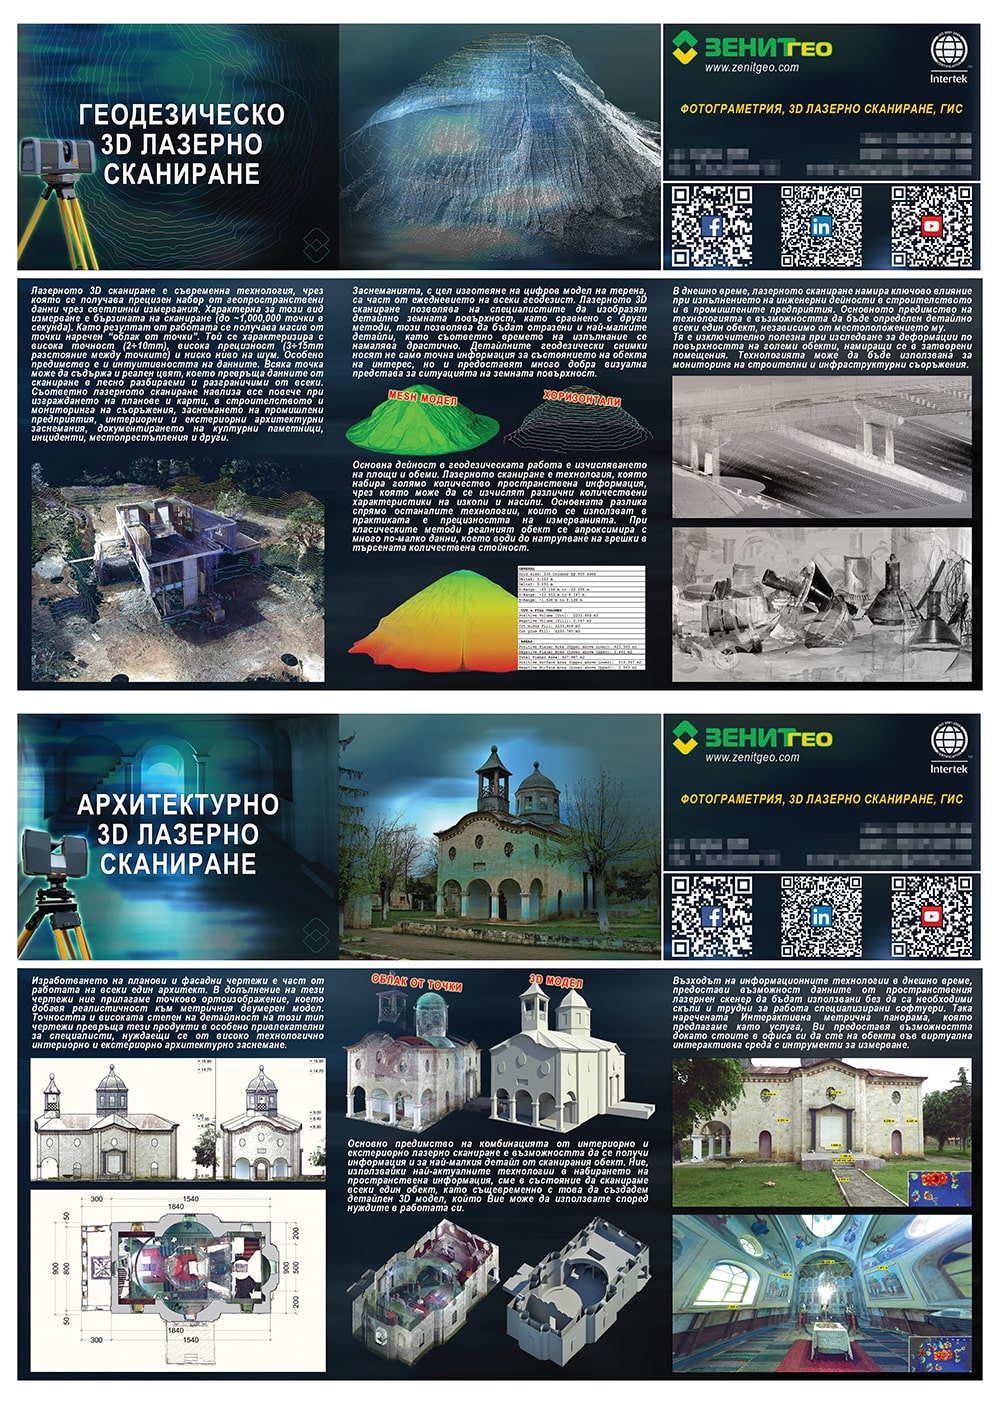 ГЕОДЕЗИЧЕСКО
3D ЛАЗЕРНО
СКАНИРАНЕ
ЗЕНИТГЕО
www.zenitgeo.com
Intertek
ФОТОГРАМЕТРИЯ, 3D ЛАЗЕРНО СКАНИРАНЕ, ГИС
Лазерното 3D сканиране е съвременна технология, чрез
която се получава прецизен набор от геопространствени
данни чрез светлинни измервания. Характерна за този вид
измерване е бързината на сканиране (до ~1,000,000 точки в
секунда). Като резултат от работата се получава масив от
точки наречен "облак от точки". Той се характеризира с
висока точност (2÷10mm), висока прецизност (3÷15mm
разстояние между точките) и ниско ниво на шум. Особено
предимство е и интуитивността на данните. Всяка точка
може да съдържа и реален цвят, което превръща данните от
сканиране в лесно разбираеми и разграничими от всеки.
Съответно лазерното сканиране навлиза все повече при
изграждането на планове и карти, в строителството и
мониторинга на съоръжения, заснемането на промишлени
предприятия, интериорни и екстериорни архитектурни
заснемания, документирането на културни паметници,
инциденти, местопрестъпления и други.
Заснеманията, с цел изготвяне на цифров модел на терена,
са част от ежедневието на всеки геодезист. Лазерното 3D
сканиране позволява на специалистите да изобразят
детайлно земната повърхност, като сравнено с други
методи, този позволява да бъдат отразени и най-малките
детайли, като съответно времето на изпълнение се
намалява драстично. Детайлните геодезически снимки
носят не само точна информация за състоянието на обекта
на интерес, но и предоставят много добра визуална
представа за ситуацията на земната повърхност.
MESH МОДЕЛ
ХОРИЗОНТАЛИ
Основна дейност в геодезическата работа е изчисляването
на площи и обеми. Лазерното сканиране е технология, която
набира голямо количество пространствена информация,
чрез която може да се изчислят различни количествени
характеристики на изкопи и насипи. Основната разлика
спрямо останалите технологии, които се използват в
практиката е прецизността на измерванията. При
класическите методи реалният обект се апроксимира с
много по-малко данни, което води до натрупване на грешки в
търсената количествена стойност.
GENERAL
CUT & FILL VOLUMES
AREAS
В днешно време, лазерното сканиране намира ключово влияние
при изпълнението на инженерни дейности в строителството
и в промишлените предприятия. Основното предимство на
технологията е възможността да бъде определен детайлно
всеки един обект, независимо от местоположението му.
Тя е изключително полезна при изследване за деформации по
повърхността на големи обекти, намиращи се в затворени
помещения. Технологията може да бъде използвана за
мониторинг на строителни и инфраструктурни съоръжения.
АРХИТЕКТУРНО
3D ЛАЗЕРНО
СКАНИРАНЕ
ЗЕНИТГЕО
www.zenitgeo.com
Intertek
ФОТОГРАМЕТРИЯ, 3D ЛАЗЕРНО СКАНИРАНЕ, ГИС
Изработването на планови и фасадни чертежи е част от
работата на всеки един архитект. В допълнение на тези
чертежи ние прилагаме точково ортоизображение, което
добавя реалистичност към метричния двумерен модел.
Точността и високата степен на детайлност на този тип
чертежи превръща тези продукти в особено привлекателни
за специалисти, нуждаещи се от високо технологично
интериорно и екстериорно архитектурно заснемане.
300 1540
1840
50 900 800 50
200 500 900 200
1840
300 1540
ОБЛАК ОТ ТОЧКИ
3D МОДЕЛ
Основно предимство на комбинацията от интериорно и
екстериорно лазерно сканиране е възможността да се получи
информация и за най-малкия детайл от сканирания обект. Ние,
използвайки най-актуалните технологии в набирането на
пространствена информация, сме в състояние да сканираме
всеки един обект, като същевременно с това да създаден
детайлен 3D модел, който Вие може да използвате според
нуждите в работата си.
Възходът на информационните технологии в днешно време,
предостави възможност данните от пространствения
лазернен скенер да бъдат използвани без да са необходими
скъпи и трудни за работа специализирани софтуери. Така
наречената Интерактивна метрична панорама, която
предлагаме като услуга, Ви предоставя възможността
докато стоите в офиса си да сте на обекта във виртуална
интерактивна среда с интрументи за измерване.